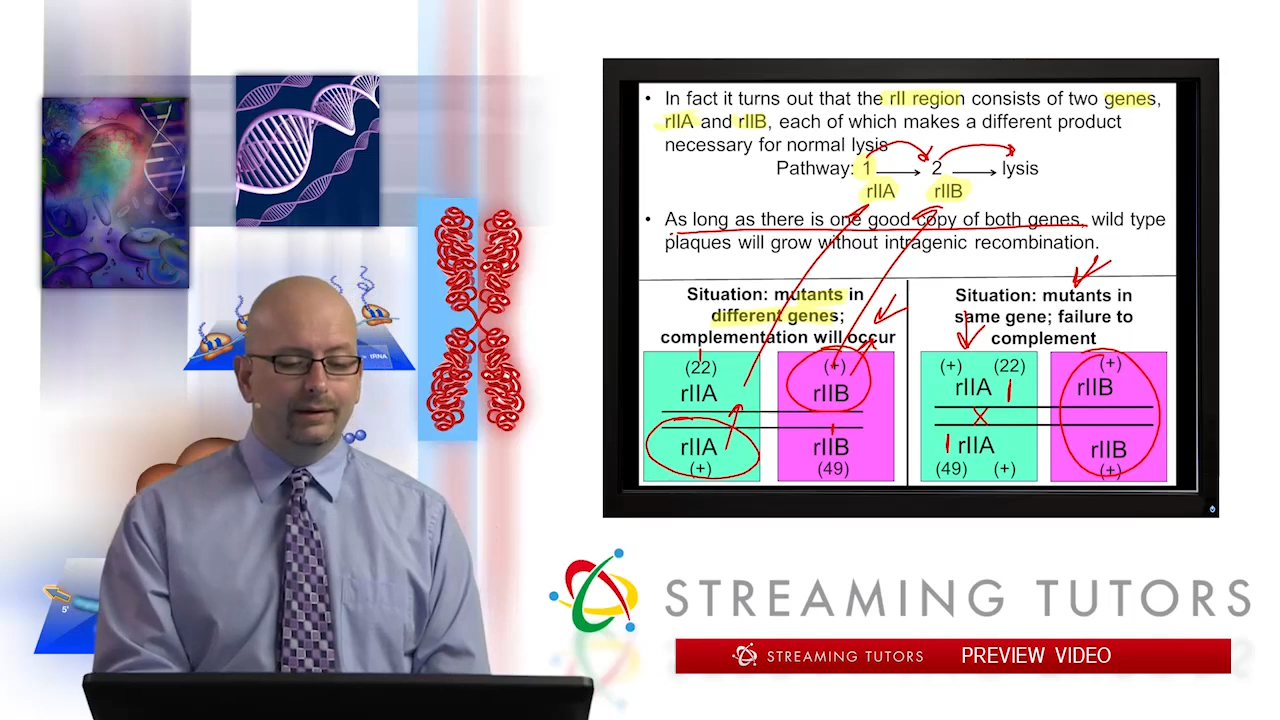 • In fact it turns out that the rII region consists of two genes,
rIIA and rIIB, each of which makes a different product
necessary for normal lysis
Pathway: 1 → 2 → lysis
rIIA rIIB
• As long as there is one good copy of both genes, wild type
plaques will grow without intragenic recombination.
Situation: mutants in
different genes;
complementation will occur
(22) (+)
rIIA rIIB
rIIA rIIB
(+) (49)
Situation: mutants in
same gene; failure to
complement
(+) (22) (+)
rIIA rIIB
rIIA rIIB
(49) (+) (+)
tRNA
5'
STREAMING TUTORS
STREAMING TUTORS PREVIEW VIDEO